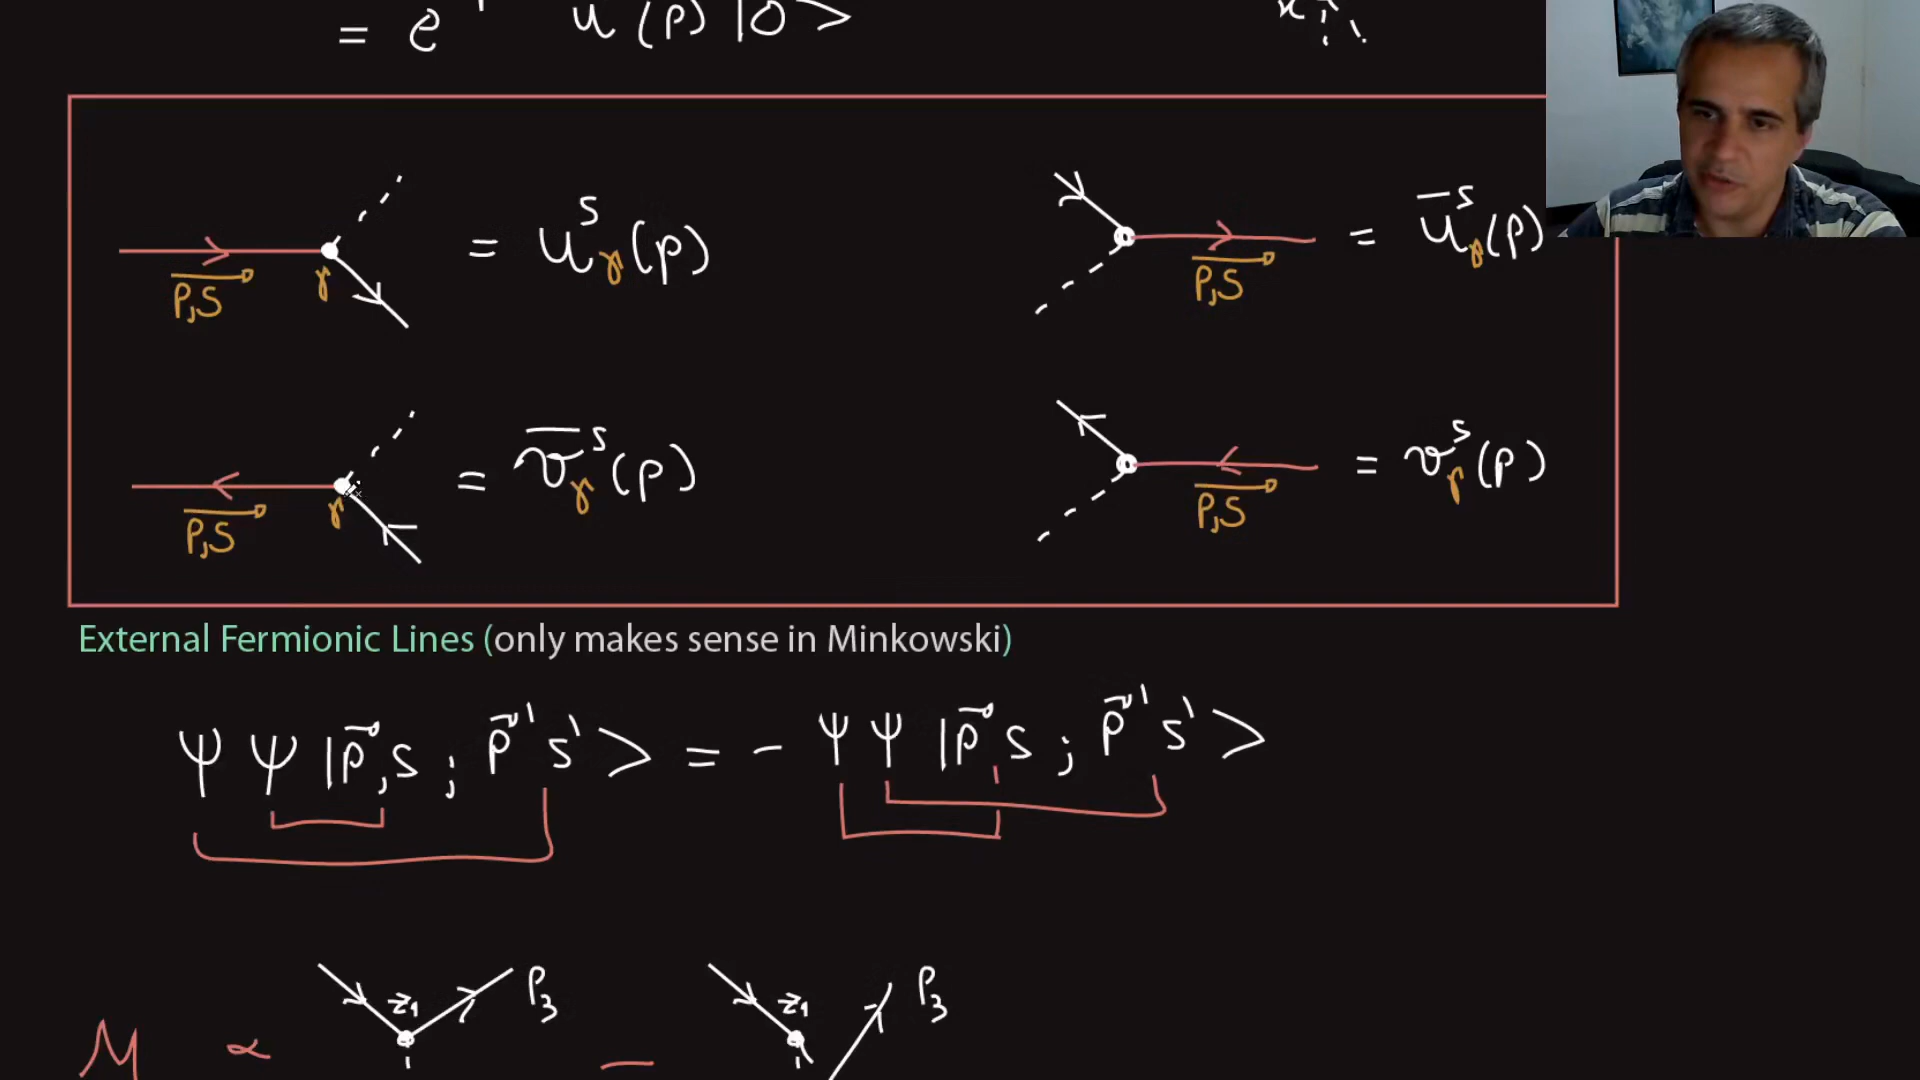 = e u (p) |0>
= u^s_γ(p)
p,s γ
= ū^s_γ(p)
p,s
= v̄^s_γ(p)
p,s γ
= v^s_γ(p)
p,s
External Fermionic Lines (only makes sense in Minkowski)
Ψ Ψ |p⃗,s ; p⃗' s'> = - Ψ Ψ |p⃗ s ; p⃗' s'>
z₁ p₃ z₁ p₃
M ∝ −